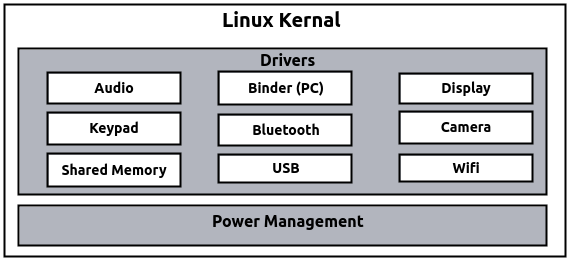 Linux Kernal
Drivers
Audio
Binder (PC)
Display
Keypad
Bluetooth
Camera
Shared Memory
USB
Wifi
Power Management